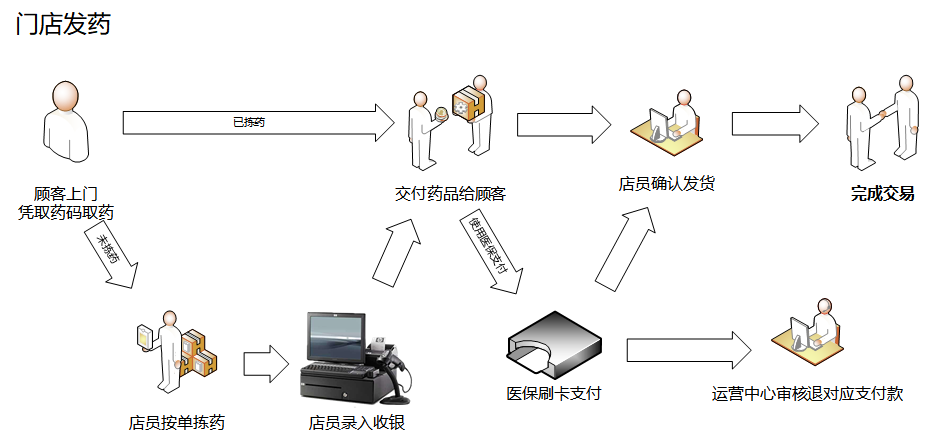 门店发药
已拣药
顾客上门
凭取药码取药
交付药品给顾客
店员确认发货
完成交易
未拣药
使用医保支付
店员按单拣药
店员录入收银
医保刷卡支付
运营中心审核退对应支付款